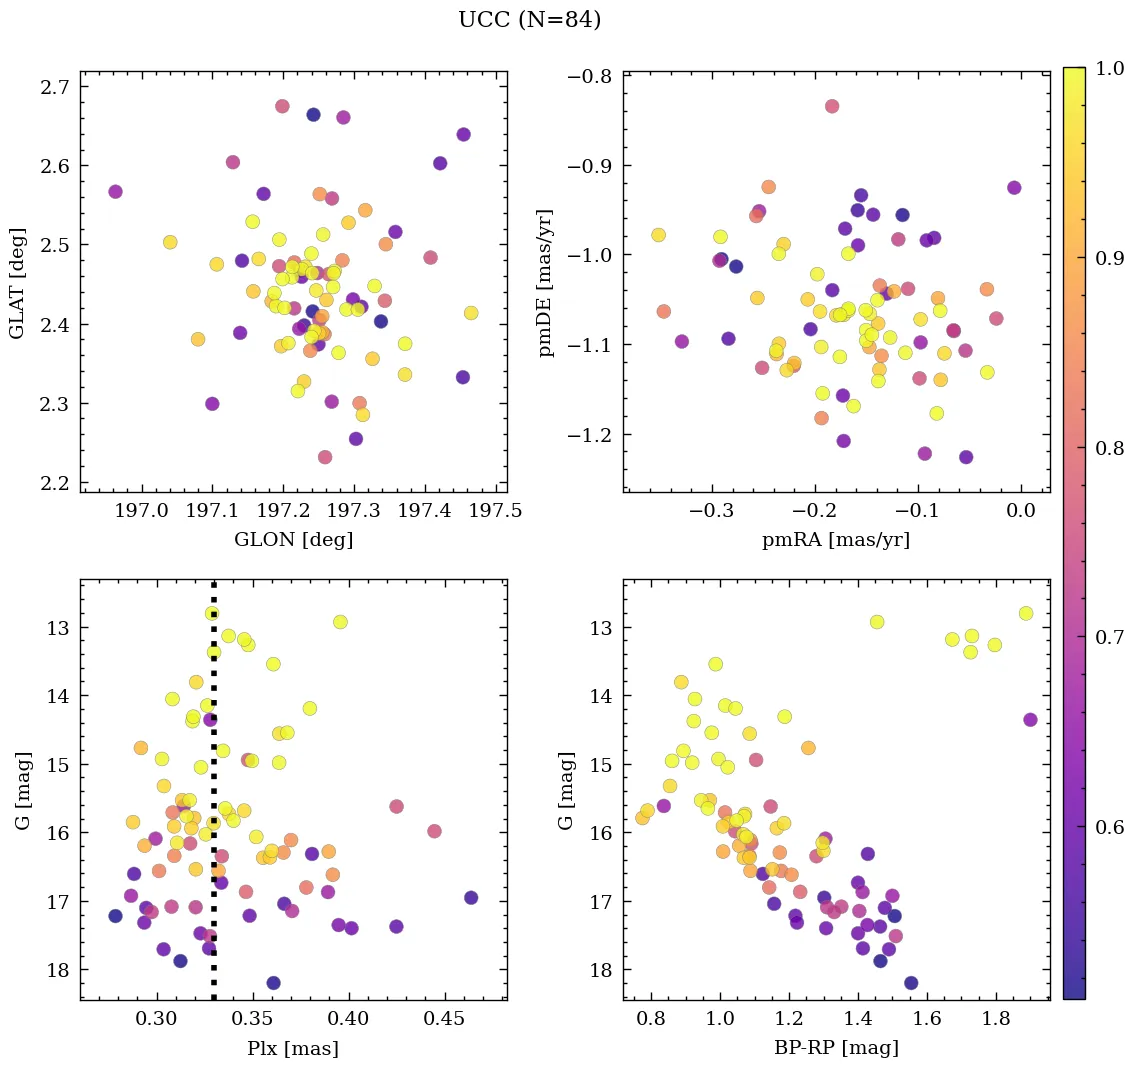 UCC (N=84)
2.7
2.6
2.5
2.4
2.3
2.2
GLAT [deg]
197.0 197.1 197.2 197.3 197.4 197.5
GLON [deg]
−0.8
−0.9
−1.0
−1.1
−1.2
pmDE [mas/yr]
−0.3 −0.2 −0.1 0.0
pmRA [mas/yr]
1.0
0.9
0.8
0.7
0.6
13
14
15
16
17
18
G [mag]
0.30 0.35 0.40 0.45
Plx [mas]
13
14
15
16
17
18
G [mag]
0.8 1.0 1.2 1.4 1.6 1.8
BP-RP [mag]